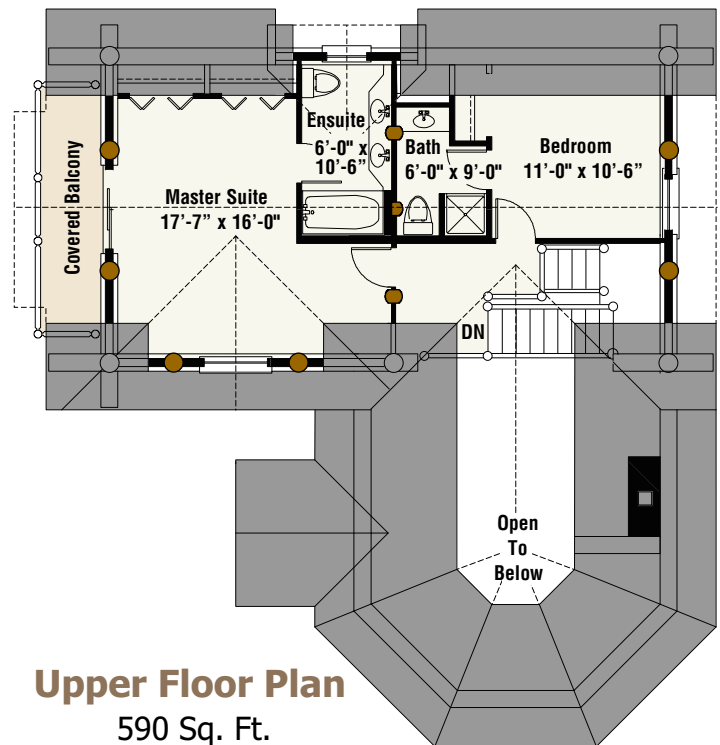 Ensuite
6'-0" x
10'-6”
Bath
6'-0" x 9'-0"
Bedroom
11'-0" x 10'-6”
Master Suite
17'-7” x 16'-0"
Covered Balcony
DN
Open
To
Below
Upper Floor Plan
590 Sq. Ft.